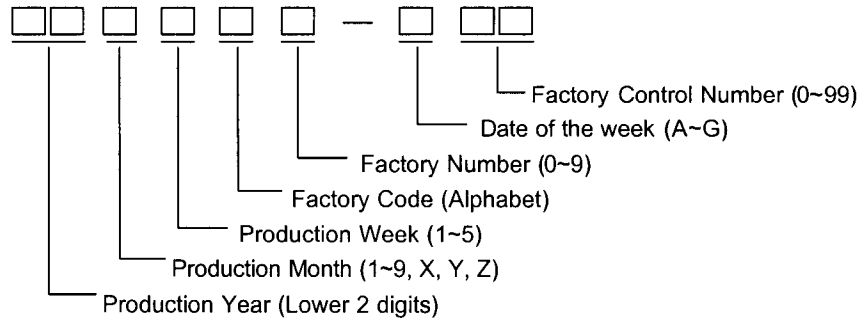 Factory Control Number (0~99)
Date of the week (A~G)
Factory Number (0~9)
Factory Code (Alphabet)
Production Week (1~5)
Production Month (1~9, X, Y, Z)
Production Year (Lower 2 digits)